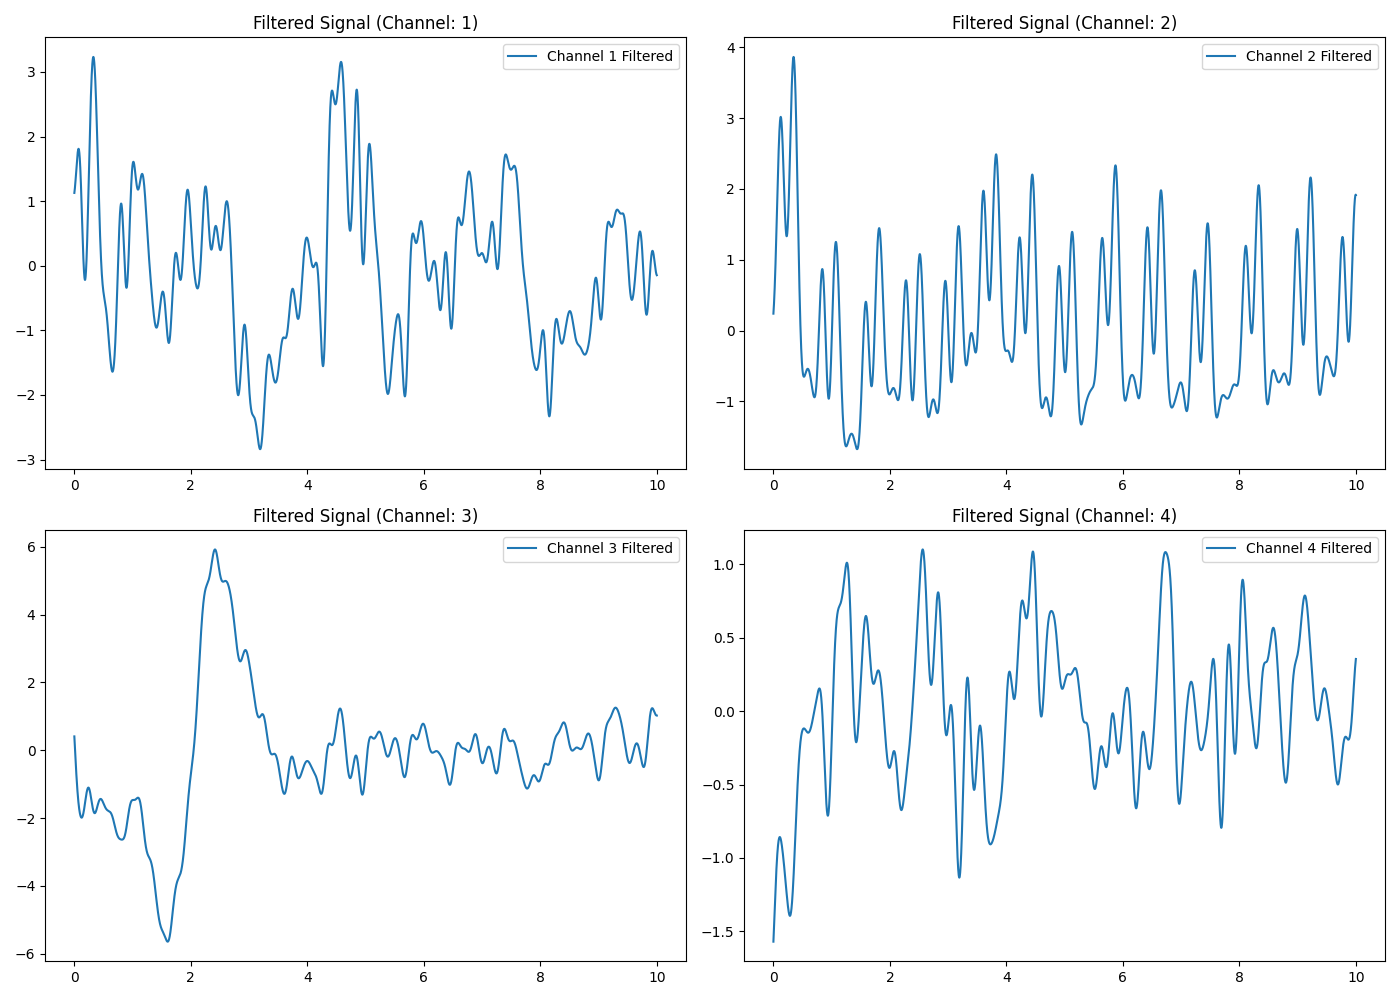 Filtered Signal (Channel: 1)
Channel 1 Filtered
3
2
1
0
−1
−2
−3
0 2 4 6 8 10
Filtered Signal (Channel: 2)
Channel 2 Filtered
4
3
2
1
0
−1
0 2 4 6 8 10
Filtered Signal (Channel: 3)
Channel 3 Filtered
6
4
2
0
−2
−4
−6
0 2 4 6 8 10
Filtered Signal (Channel: 4)
Channel 4 Filtered
1.0
0.5
0.0
−0.5
−1.0
−1.5
0 2 4 6 8 10